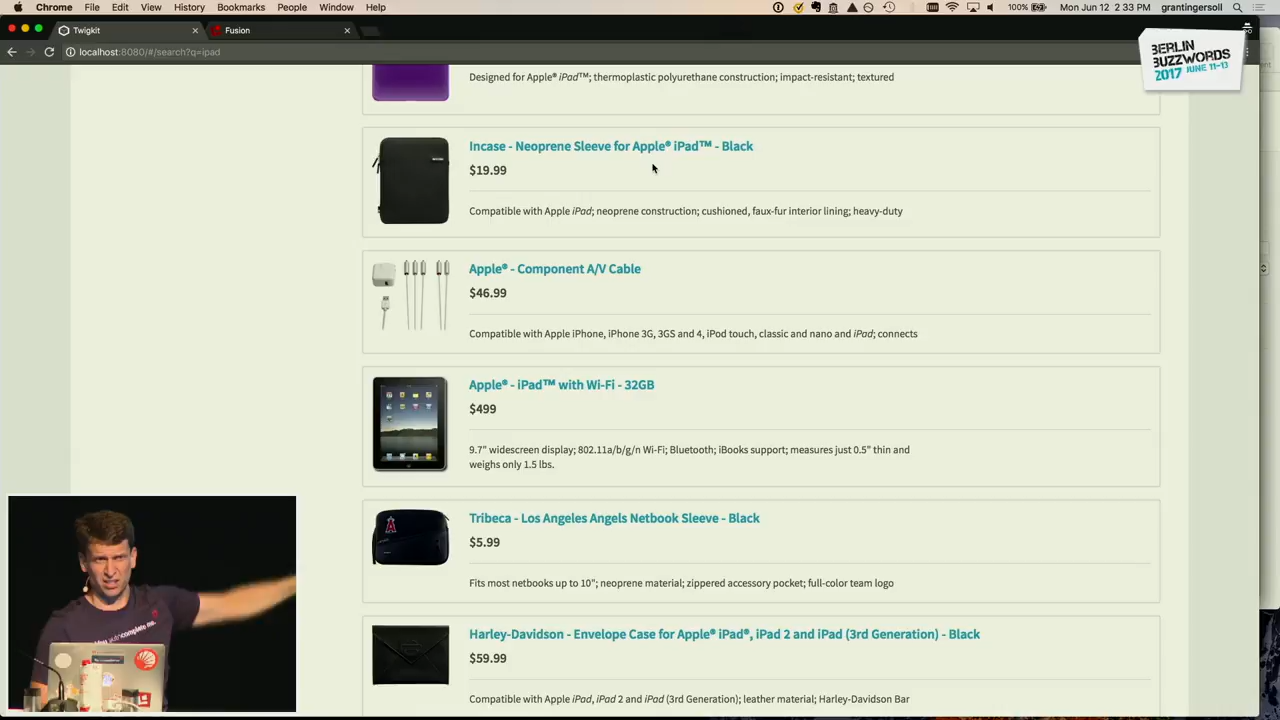 Chrome File Edit View History Bookmarks People Window Help
100% Mon Jun 12 2:33 PM grantingersoll
Twigkit
Fusion
localhost:8080/#/search?q=ipad
BERLIN
BUZZWORDS
2017 JUNE 11-13
Designed for Apple® iPad™; thermoplastic polyurethane construction; impact-resistant; textured
Incase - Neoprene Sleeve for Apple® iPad™ - Black
$19.99
Compatible with Apple iPad; neoprene construction; cushioned, faux-fur interior lining; heavy-duty
Apple® - Component A/V Cable
$46.99
Compatible with Apple iPhone, iPhone 3G, 3GS and 4, iPod touch, classic and nano and iPad; connects
Apple® - iPad™ with Wi-Fi - 32GB
$499
9.7" widescreen display; 802.11a/b/g/n Wi-Fi; Bluetooth; iBooks support; measures just 0.5" thin and
weighs only 1.5 lbs.
Tribeca - Los Angeles Angels Netbook Sleeve - Black
$5.99
Fits most netbooks up to 10"; neoprene material; zippered accessory pocket; full-color team logo
Harley-Davidson - Envelope Case for Apple® iPad®, iPad 2 and iPad (3rd Generation) - Black
$59.99
Compatible with Apple iPad, iPad 2 and iPad (3rd Generation); leather material; Harley-Davidson Bar